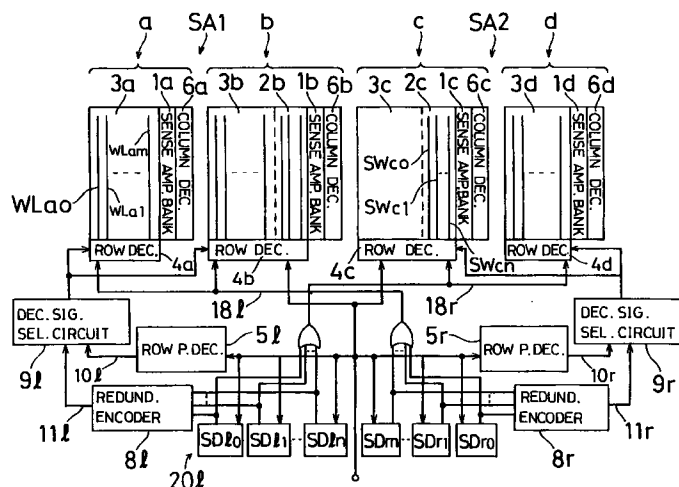 a SA1 b c SA2 d
3a 1a 6a 3b 2b 1b 6b 3c 2c 1c 6c 3d 1d 6d
SENSE AMP. BANK
COLUMN DEC.
SENSE AMP. BANK
COLUMN DEC.
SENSE AMP. BANK
COLUMN DEC.
SENSE AMP. BANK
COLUMN DEC.
WLam
SWco
WLao WLa1 SWc1
ROW DEC. ROW DEC. ROW DEC. SWcn ROW DEC.
4a 4b 4c 4d
18l 18r
DEC. SIG.
SEL. CIRCUIT
5l 5r
DEC. SIG.
SEL. CIRCUIT
9l 10l ROW P. DEC. ROW P. DEC. 10r 9r
REDUND.
ENCODER
REDUND.
ENCODER
11l 8l SDl0 SDl1 SDln SDrn SDr1 SDr0 8r 11r
20l